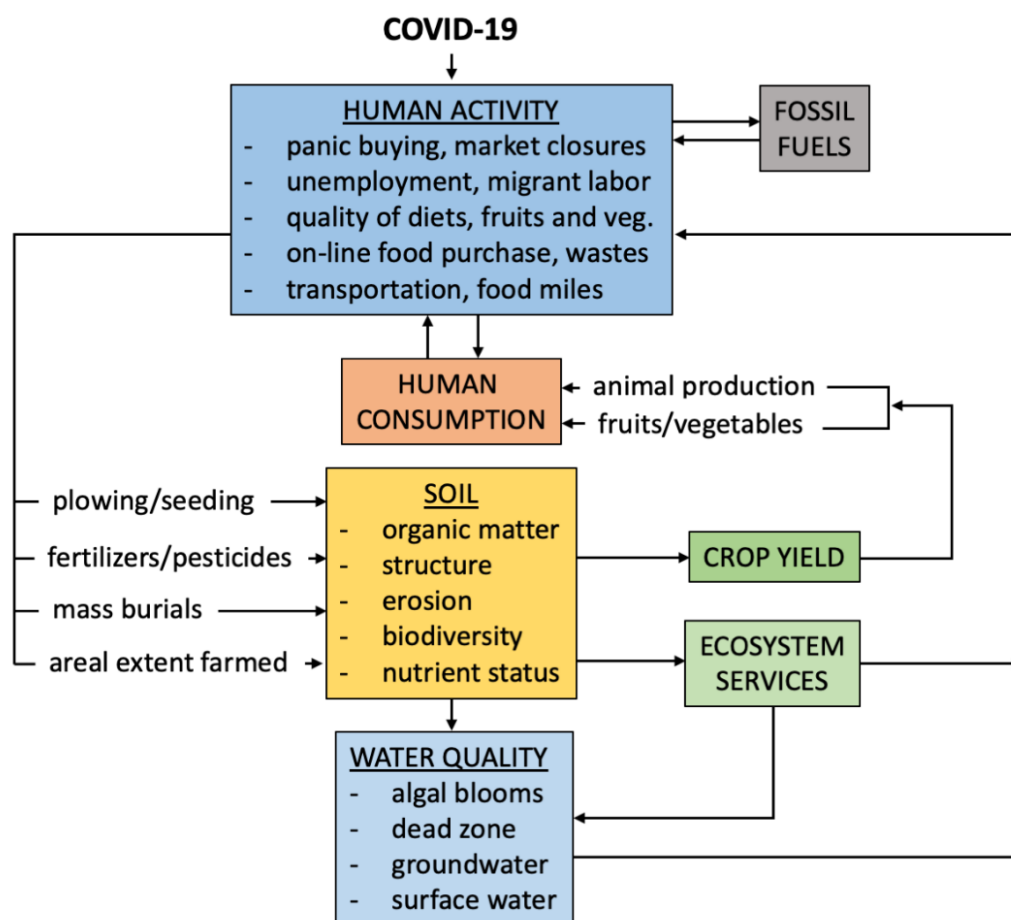 COVID-19
HUMAN ACTIVITY
- panic buying, market closures
- unemployment, migrant labor
- quality of diets, fruits and veg.
- on-line food purchase, wastes
- transportation, food miles
FOSSIL
FUELS
HUMAN
CONSUMPTION
animal production
fruits/vegetables
plowing/seeding
fertilizers/pesticides
mass burials
areal extent farmed
SOIL
- organic matter
- structure
- erosion
- biodiversity
- nutrient status
CROP YIELD
ECOSYSTEM
SERVICES
WATER QUALITY
- algal blooms
- dead zone
- groundwater
- surface water